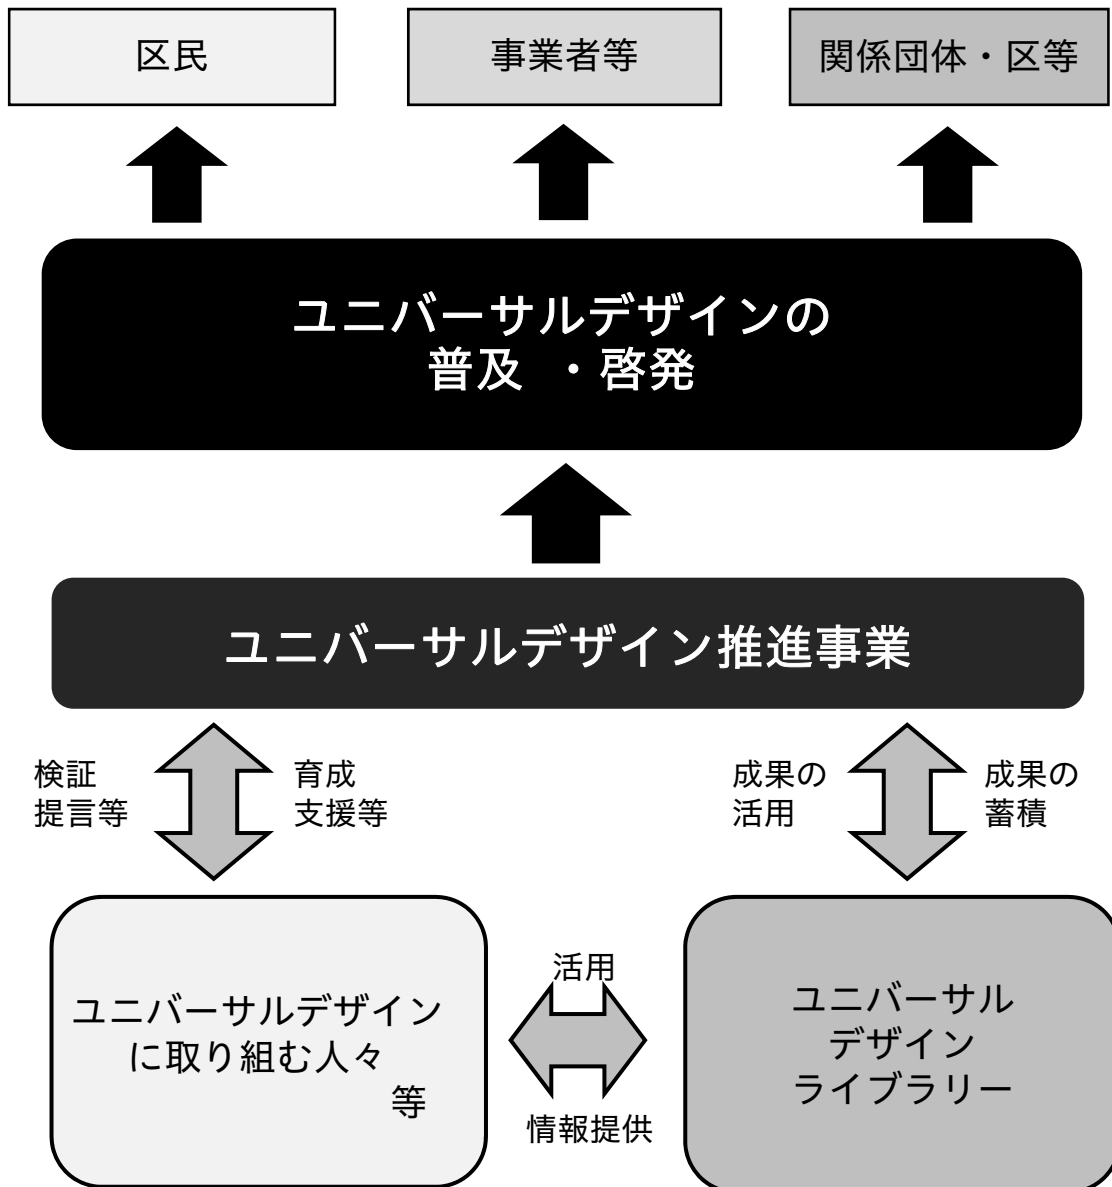 区民
事業者等
関係団体・区等
ユニバーサルデザインの
普及 ・啓発
ユニバーサルデザイン推進事業
検証
提言等
育成
支援等
成果の
活用
成果の
蓄積
ユニバーサルデザイン
に取り組む人々
等
活用
情報提供
ユニバーサル
デザイン
ライブラリー